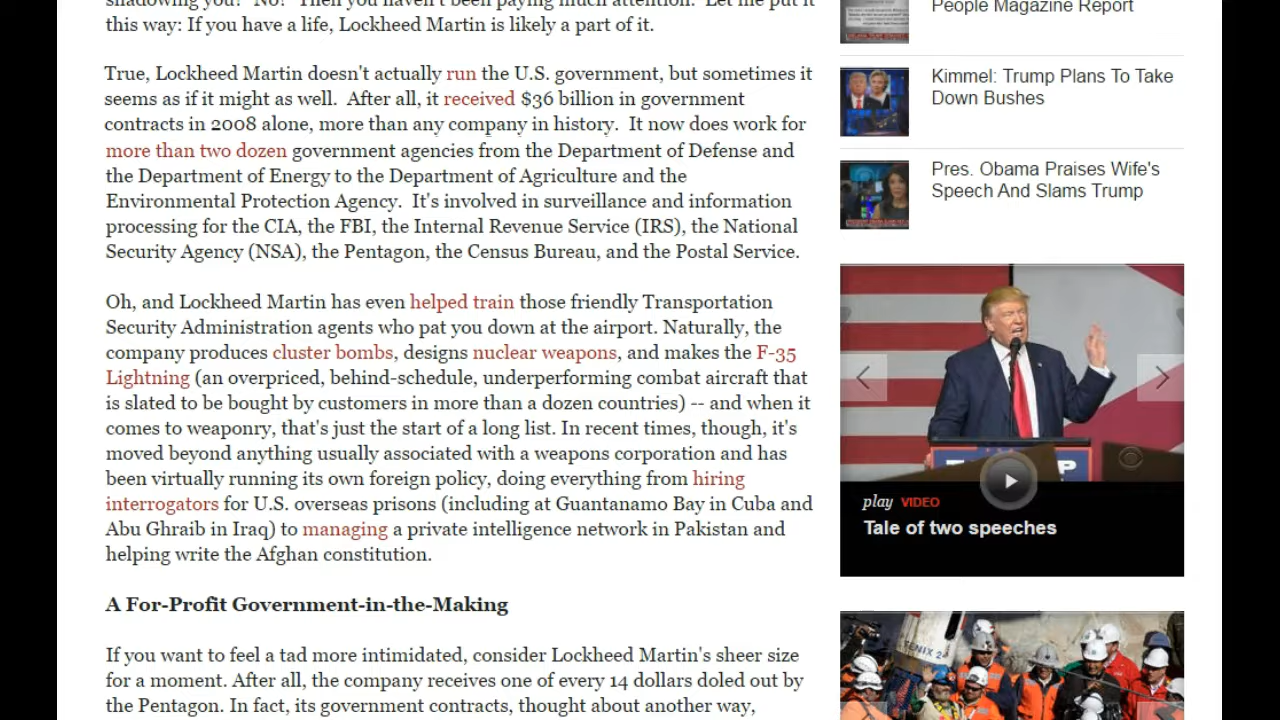 shadowing you? No? Then you haven't been paying much attention. Let me put it
this way: If you have a life, Lockheed Martin is likely a part of it.
True, Lockheed Martin doesn't actually run the U.S. government, but sometimes it
seems as if it might as well. After all, it received $36 billion in government
contracts in 2008 alone, more than any company in history. It now does work for
more than two dozen government agencies from the Department of Defense and
the Department of Energy to the Department of Agriculture and the
Environmental Protection Agency. It's involved in surveillance and information
processing for the CIA, the FBI, the Internal Revenue Service (IRS), the National
Security Agency (NSA), the Pentagon, the Census Bureau, and the Postal Service.
Oh, and Lockheed Martin has even helped train those friendly Transportation
Security Administration agents who pat you down at the airport. Naturally, the
company produces cluster bombs, designs nuclear weapons, and makes the F-35
Lightning (an overpriced, behind-schedule, underperforming combat aircraft that
is slated to be bought by customers in more than a dozen countries) -- and when it
comes to weaponry, that's just the start of a long list. In recent times, though, it's
moved beyond anything usually associated with a weapons corporation and has
been virtually running its own foreign policy, doing everything from hiring
interrogators for U.S. overseas prisons (including at Guantanamo Bay in Cuba and
Abu Ghraib in Iraq) to managing a private intelligence network in Pakistan and
helping write the Afghan constitution.
A For-Profit Government-in-the-Making
If you want to feel a tad more intimidated, consider Lockheed Martin's sheer size
for a moment. After all, the company receives one of every 14 dollars doled out by
the Pentagon. In fact, its government contracts, thought about another way,
People Magazine Report
Kimmel: Trump Plans To Take
Down Bushes
Pres. Obama Praises Wife's
Speech And Slams Trump
play VIDEO
Tale of two speeches